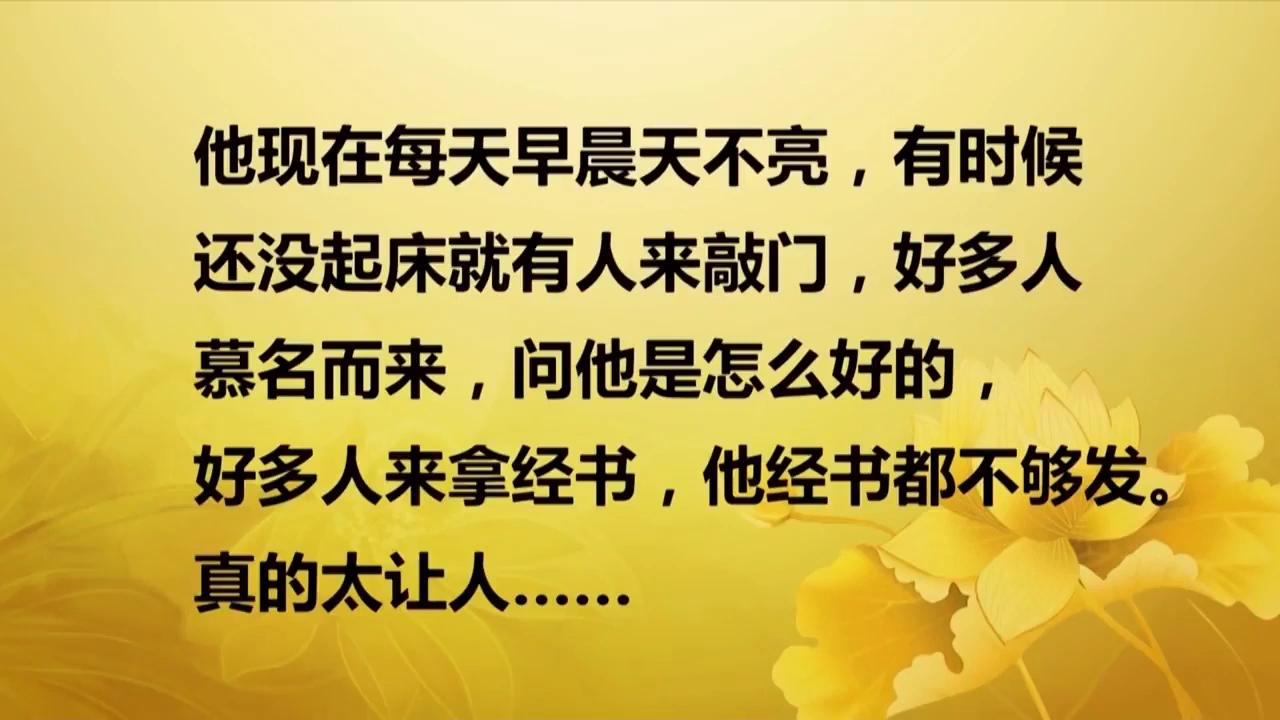 他现在每天早晨天不亮，有时候
还没起床就有人来敲门，好多人
慕名而来，问他是怎么好的，
好多人来拿经书，他经书都不够发。
真的太让人……